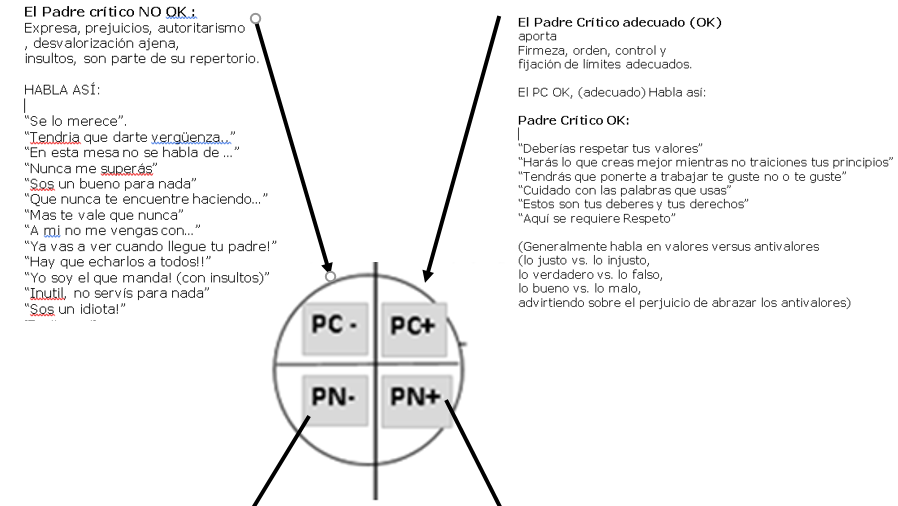 El Padre crítico NO OK :
Expresa, prejuicios, autoritarismo
, desvalorización ajena,
insultos, son parte de su repertorio.
HABLA ASÍ:
“Se lo merece”.
“Tendria que darte vergüenza..”
“En esta mesa no se habla de ...”
“Nunca me superás”
“Sos un bueno para nada”
“Que nunca te encuentre haciendo...”
“Mas te vale que nunca”
“A mi no me vengas con...”
“Ya vas a ver cuando llegue tu padre!”
“Hay que echarlos a todos!!”
“Yo soy el que manda! (con insultos)”
“Inutil, no servís para nada”
“Sos un idiota!”
El Padre Crítico adecuado (OK)
aporta
Firmeza, orden, control y
fijación de límites adecuados.
El PC OK, (adecuado) Habla así:
Padre Crítico OK:
“Deberías respetar tus valores”
“Harás lo que creas mejor mientras no traiciones tus principios”
“Tendrás que ponerte a trabajar te guste no o te guste”
“Cuidado con las palabras que usas”
“Estos son tus deberes y tus derechos”
“Aquí se requiere Respeto”
(Generalmente habla en valores versus antivalores
(lo justo vs. lo injusto,
lo verdadero vs. lo falso,
lo bueno vs. lo malo,
advirtiendo sobre el perjuicio de abrazar los antivalores)
PC -
PC+
PN-
PN+